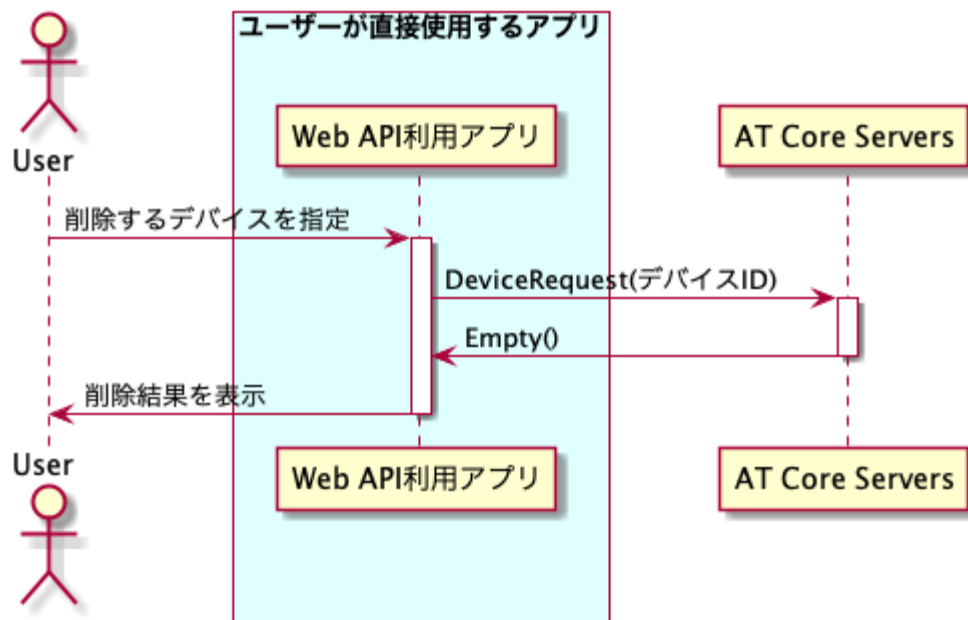 ユーザーが直接使用するアプリ
User
Web API利用アプリ
AT Core Servers
削除するデバイスを指定
DeviceRequest(デバイスID)
Empty()
削除結果を表示
User
Web API利用アプリ
AT Core Servers